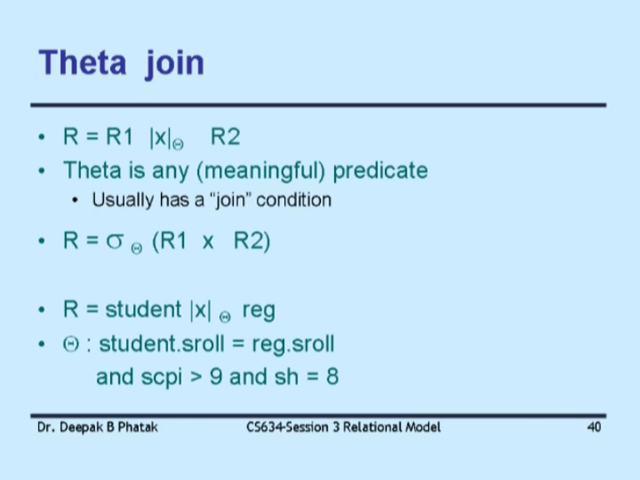 Theta join
• R = R1 |x|Θ R2
• Theta is any (meaningful) predicate
• Usually has a "join" condition
• R = σ Θ (R1 x R2)
• R = student |x| Θ reg
• Θ : student.sroll = reg.sroll
and scpi > 9 and sh = 8
Dr. Deepak B Phatak CS634-Session 3 Relational Model 40